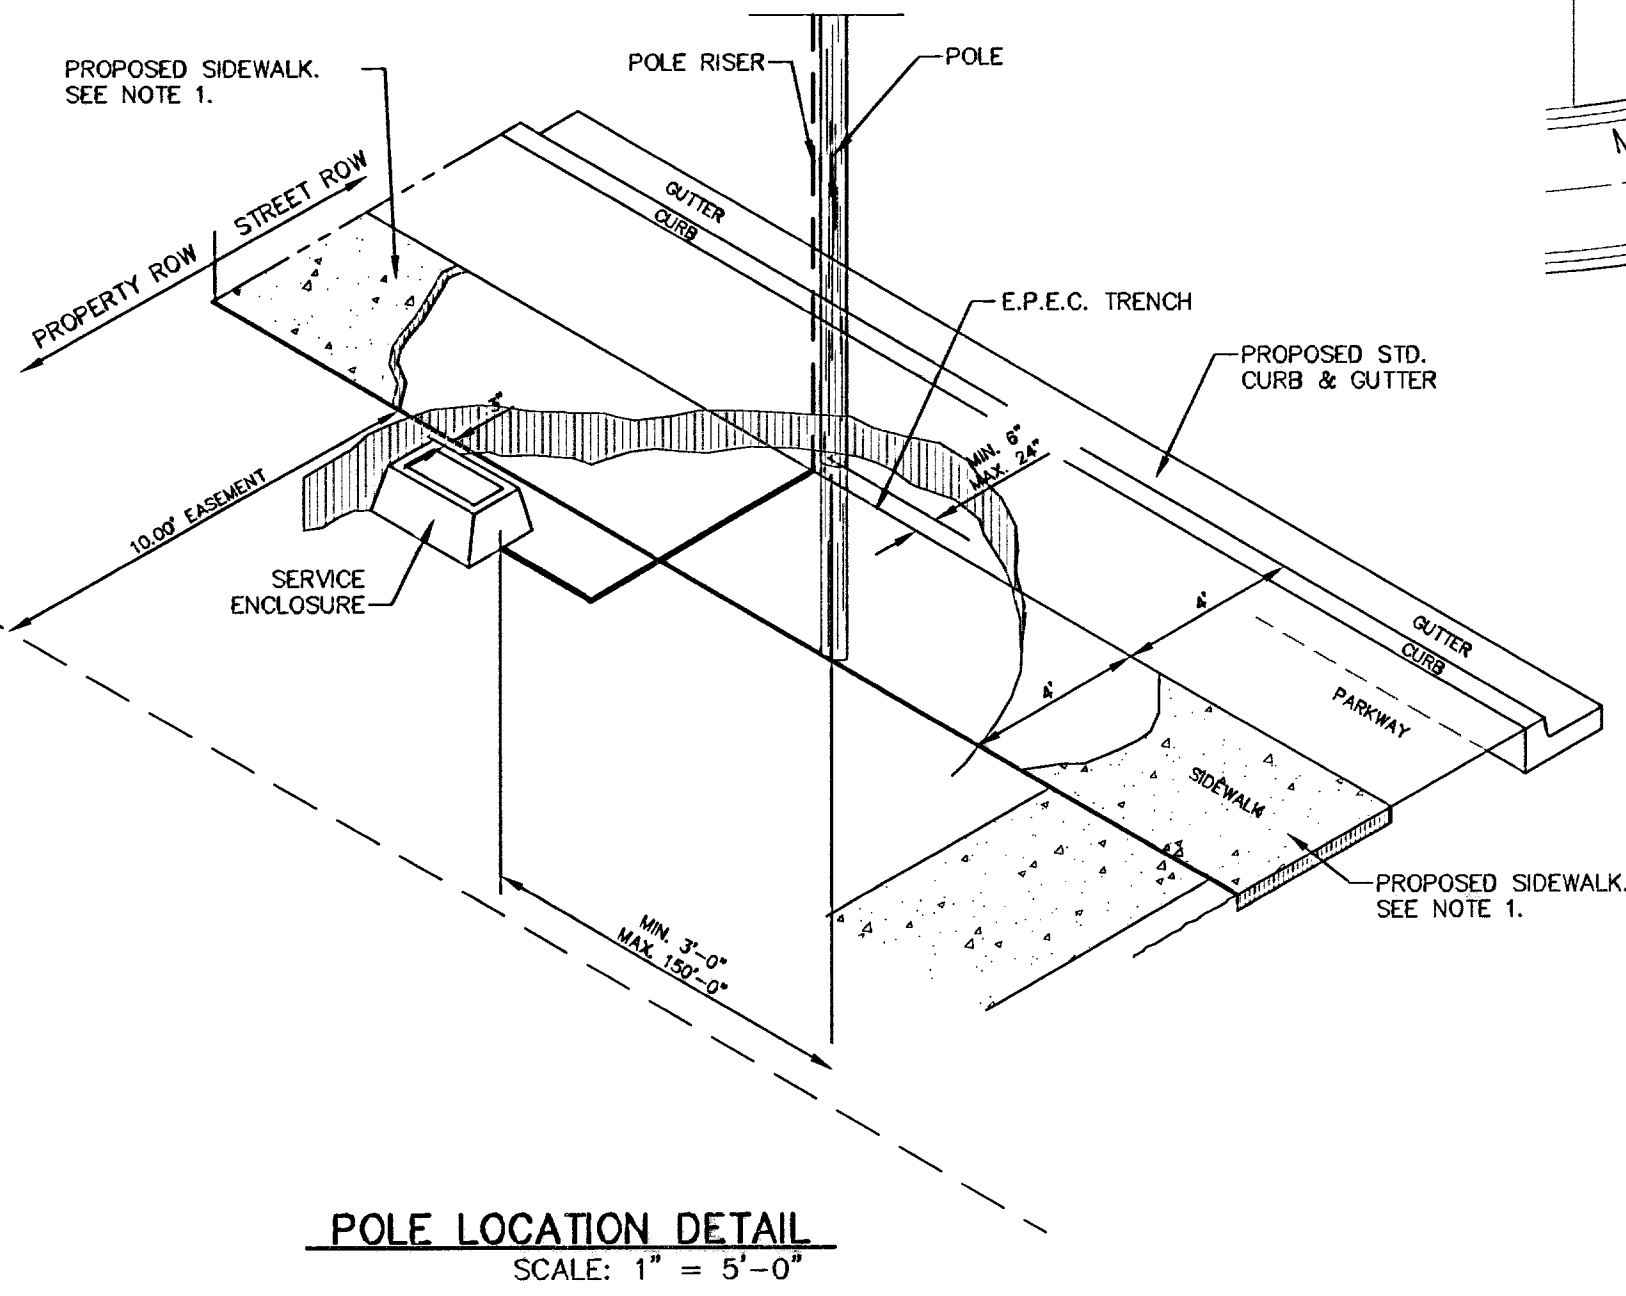 PROPOSED SIDEWALK.
SEE NOTE 1.
POLE RISER
POLE
STREET ROW
PROPERTY ROW
GUTTER
CURB
E.P.E.C. TRENCH
PROPOSED STD.
CURB & GUTTER
MIN. 6"
MAX. 24"
10.00' EASEMENT
SERVICE
ENCLOSURE
4'
4'
GUTTER
CURB
PARKWAY
SIDEWALK
PROPOSED SIDEWALK.
SEE NOTE 1.
MIN. 3'-0"
MAX. 150'-0"
POLE LOCATION DETAIL
SCALE: 1" = 5'-0"